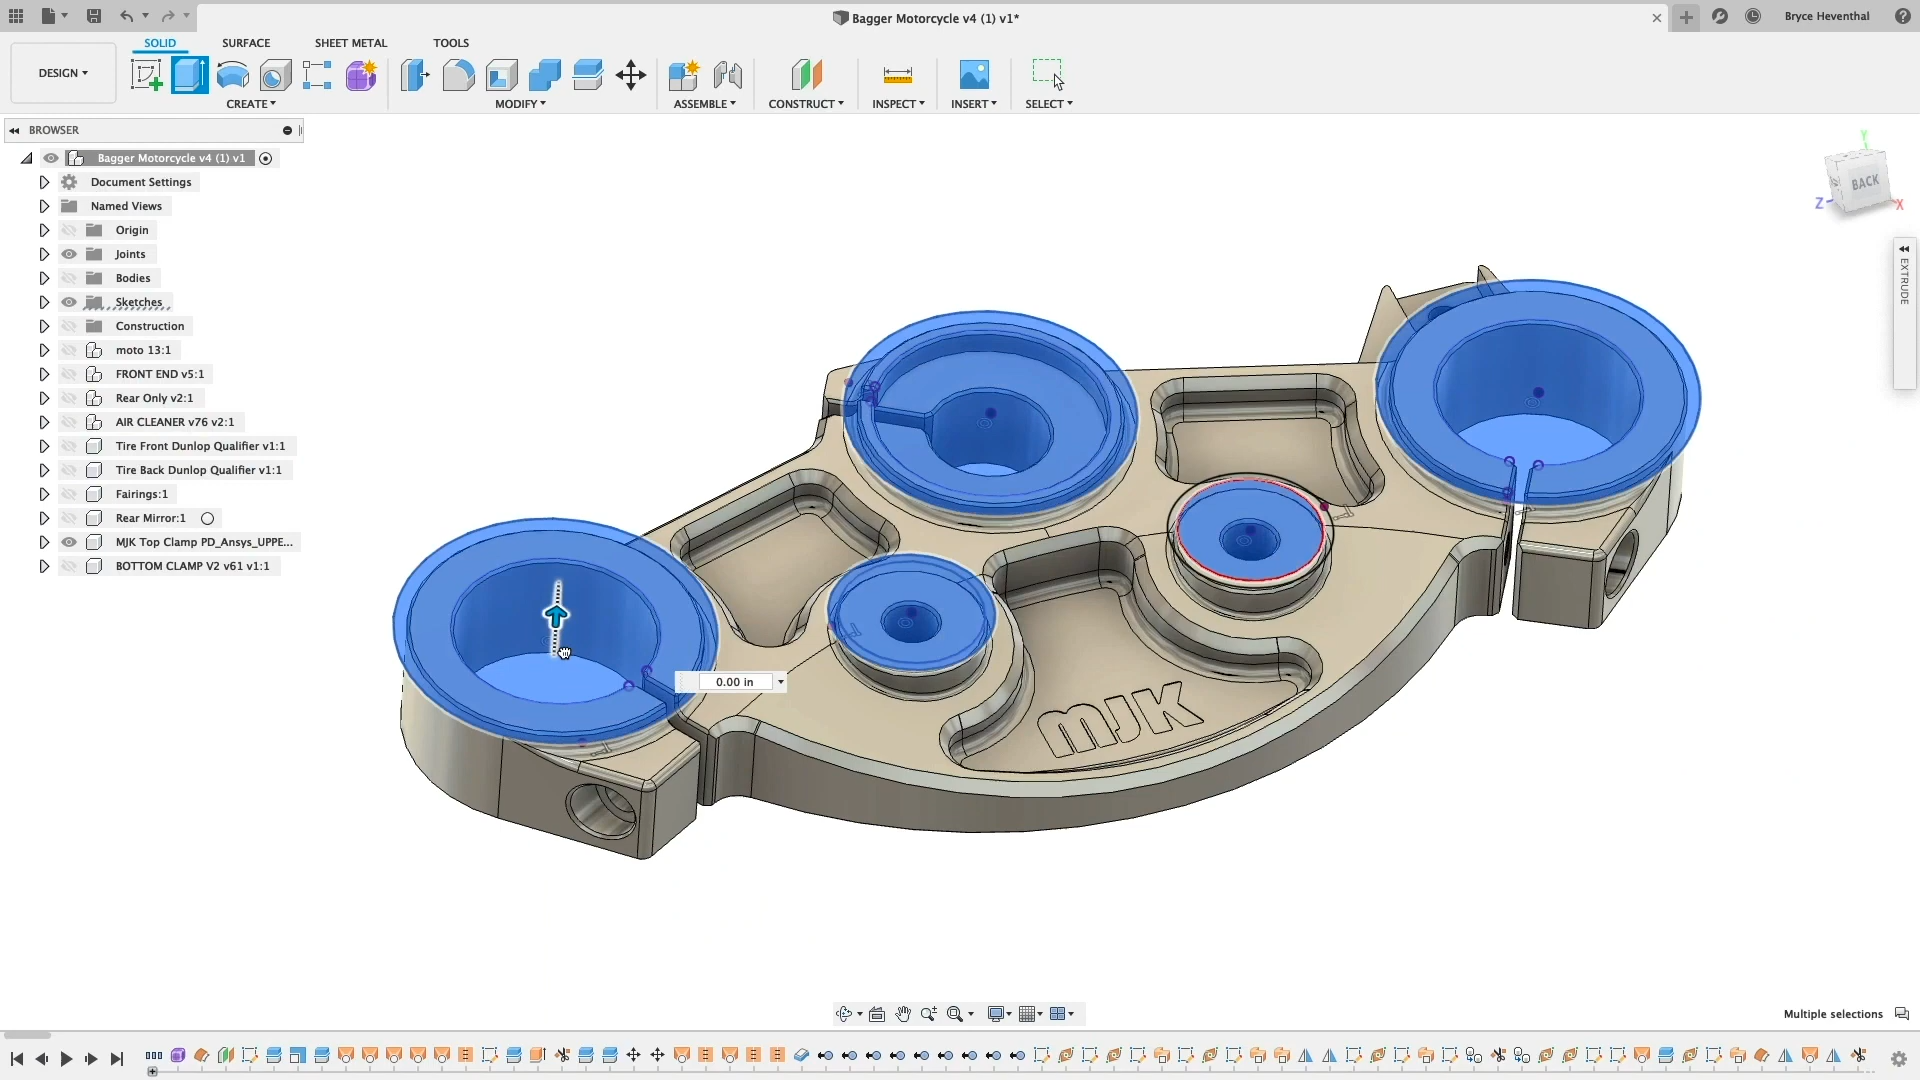 Bagger Motorcycle v4 (1) v1*
Bryce Heventhal
DESIGN
SOLID
SURFACE
SHEET METAL
TOOLS
CREATE
MODIFY
ASSEMBLE
CONSTRUCT
INSPECT
INSERT
SELECT
BROWSER
Bagger Motorcycle v4 (1) v1
Document Settings
Named Views
Origin
Joints
Bodies
Sketches
Construction
moto 13:1
FRONT END v5:1
Rear Only v2:1
AIR CLEANER v76 v2:1
Tire Front Dunlop Qualifier v1:1
Tire Back Dunlop Qualifier v1:1
Fairings:1
Rear Mirror:1
MJK Top Clamp PD_Ansys_UPPE...
BOTTOM CLAMP V2 v61 v1:1
Y
BACK
Z
X
EXTRUDE
0.00 in
MJK
Multiple selections